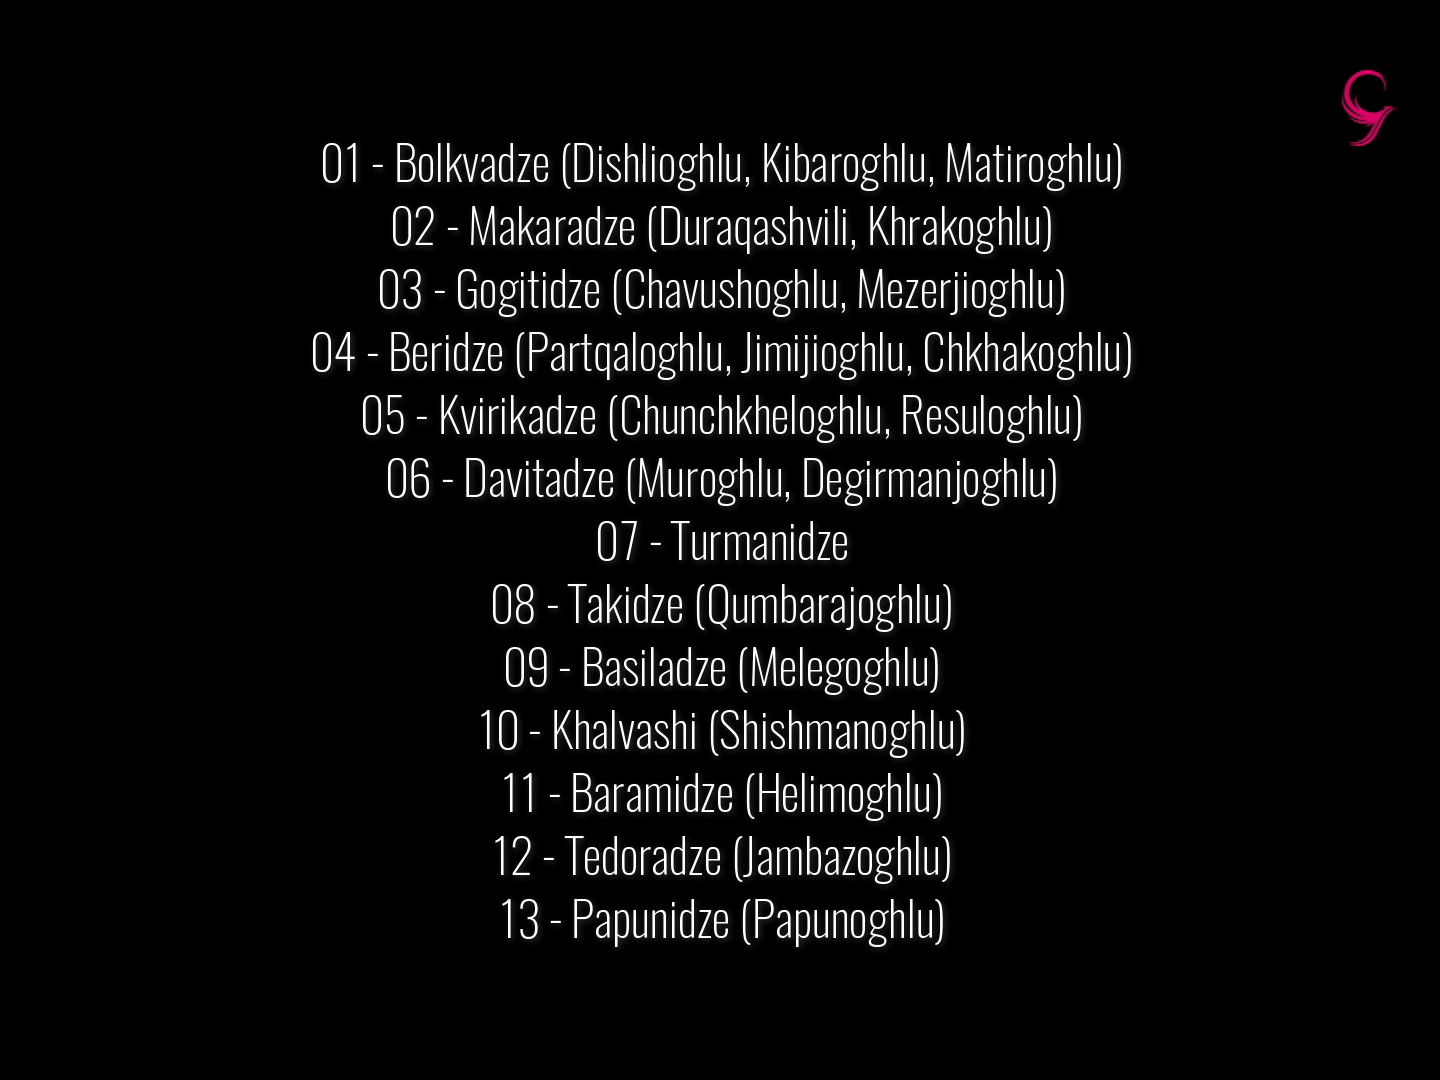 01 - Bolkvadze (Dishlioghlu, Kibaroghlu, Matiroghlu)
02 - Makaradze (Duraqashvili, Khrakoghlu)
03 - Gogitidze (Chavushoghlu, Mezerjioghlu)
04 - Beridze (Partqaloghlu, Jimijioghlu, Chkhakoghlu)
05 - Kvirikadze (Chunchkheloghlu, Resuloghlu)
06 - Davitadze (Muroghlu, Degirmanjoghlu)
07 - Turmanidze
08 - Takidze (Qumbarajoghlu)
09 - Basiladze (Melegoghlu)
10 - Khalvashi (Shishmanoghlu)
11 - Baramidze (Helimoghlu)
12 - Tedoradze (Jambazoghlu)
13 - Papunidze (Papunoghlu)